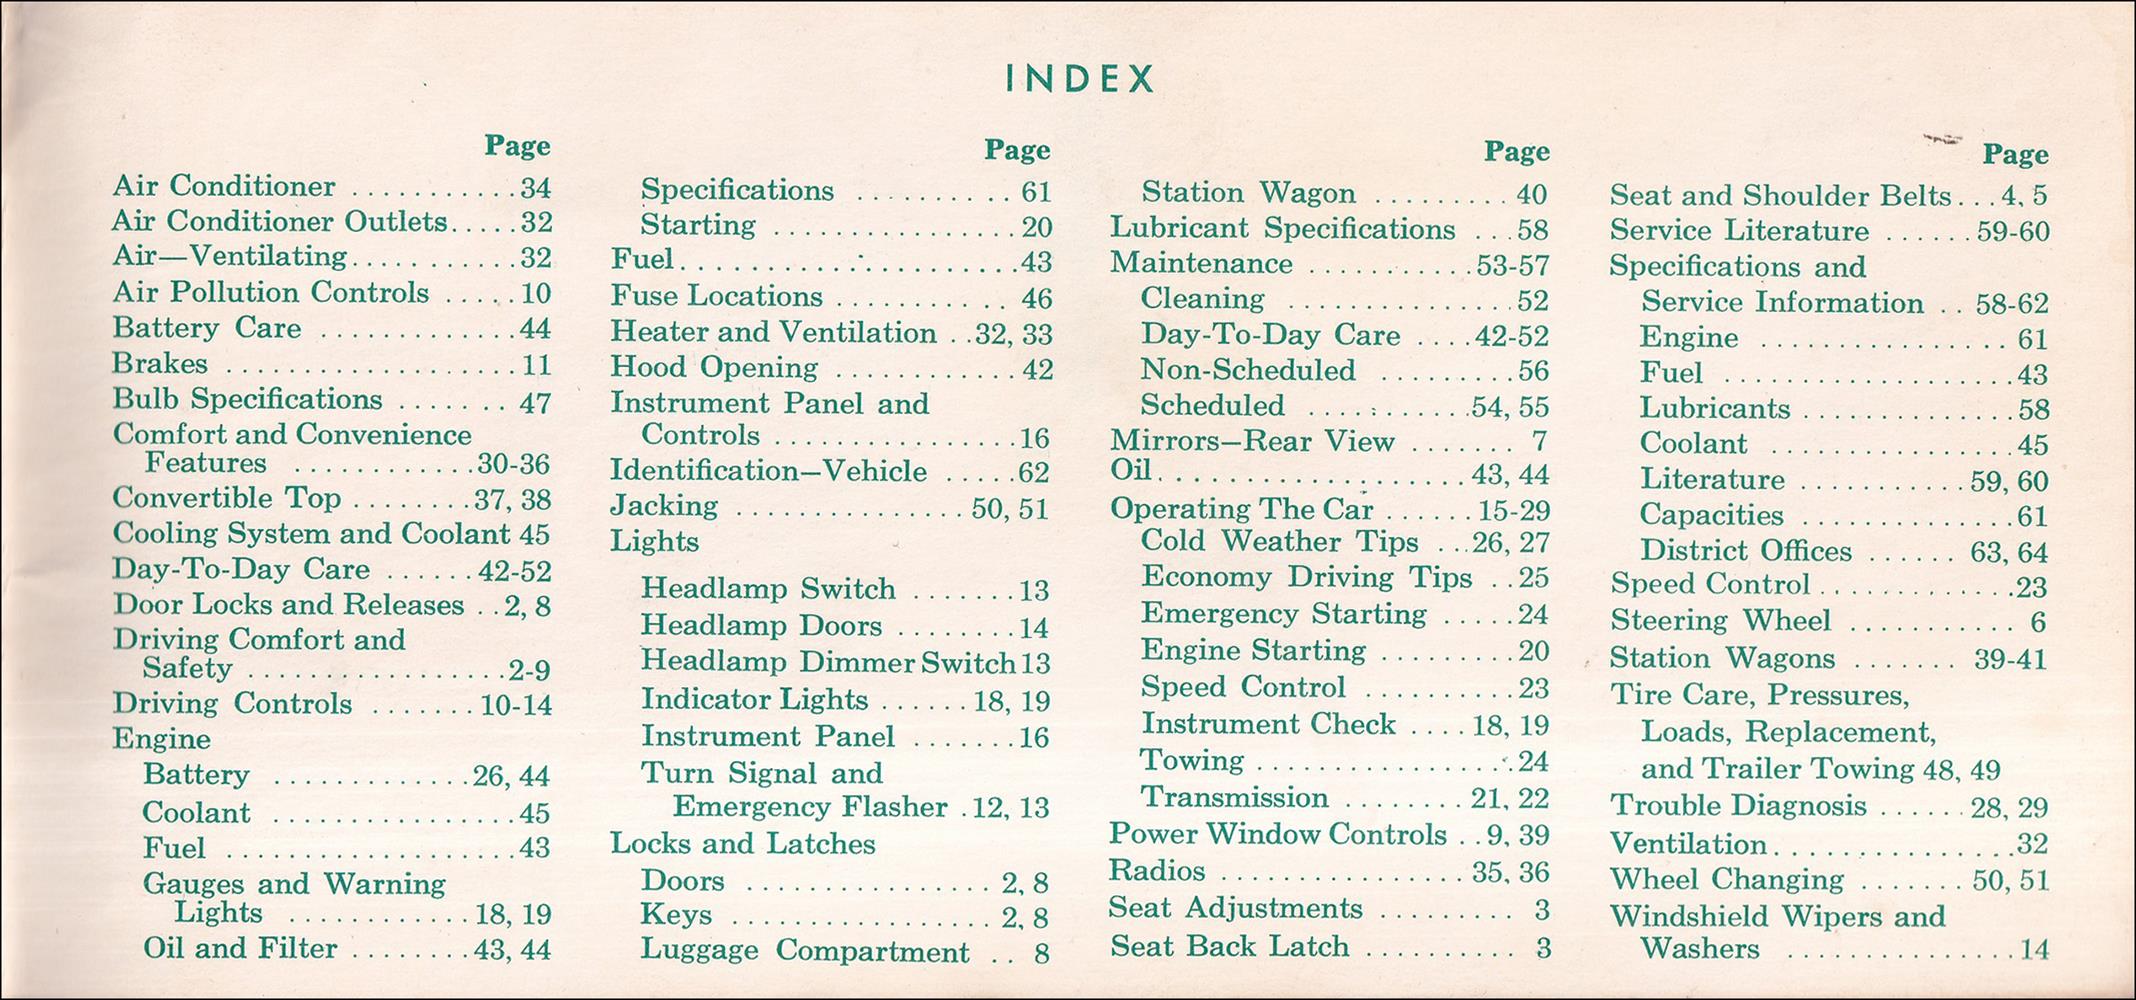 INDEX
Page
Air Conditioner ...........34
Air Conditioner Outlets.....32
Air—Ventilating...........32
Air Pollution Controls .....10
Battery Care ............44
Brakes ...................11
Bulb Specifications ....... 47
Comfort and Convenience
Features ............30-36
Convertible Top ........37, 38
Cooling System and Coolant 45
Day-To-Day Care ......42-52
Door Locks and Releases ..2, 8
Driving Comfort and
Safety .................2-9
Driving Controls .......10-14
Engine
Battery .............26, 44
Coolant ................45
Fuel ...................43
Gauges and Warning
Lights ............18, 19
Oil and Filter ........43, 44
Page
Specifications .......... 61
Starting ................20
Fuel......................43
Fuse Locations ........... 46
Heater and Ventilation ..32, 33
Hood Opening ............42
Instrument Panel and
Controls ................16
Identification—Vehicle .....62
Jacking ............... 50, 51
Lights
Headlamp Switch .......13
Headlamp Doors ........14
Headlamp Dimmer Switch 13
Indicator Lights ...... 18, 19
Instrument Panel .......16
Turn Signal and
Emergency Flasher .12, 13
Locks and Latches
Doors ................ 2, 8
Keys ................. 2, 8
Luggage Compartment .. 8
Page
Station Wagon ......... 40
Lubricant Specifications ...58
Maintenance ...........53-57
Cleaning ...............52
Day-To-Day Care ....42-52
Non-Scheduled .........56
Scheduled ...........54, 55
Mirrors—Rear View ....... 7
Oil.....................43, 44
Operating The Car ......15-29
Cold Weather Tips ...26, 27
Economy Driving Tips ..25
Emergency Starting .....24
Engine Starting .........20
Speed Control ..........23
Instrument Check ....18, 19
Towing .................24
Transmission ........21, 22
Power Window Controls ..9, 39
Radios ................35, 36
Seat Adjustments ......... 3
Seat Back Latch .......... 3
Page
Seat and Shoulder Belts...4, 5
Service Literature ......59-60
Specifications and
Service Information .. 58-62
Engine ................ 61
Fuel ...................43
Lubricants ..............58
Coolant ................45
Literature ...........59, 60
Capacities ..............61
District Offices ...... 63, 64
Speed Control.............23
Steering Wheel ........... 6
Station Wagons ....... 39-41
Tire Care, Pressures,
Loads, Replacement,
and Trailer Towing 48, 49
Trouble Diagnosis ......28, 29
Ventilation................32
Wheel Changing .......50, 51
Windshield Wipers and
Washers ...............14